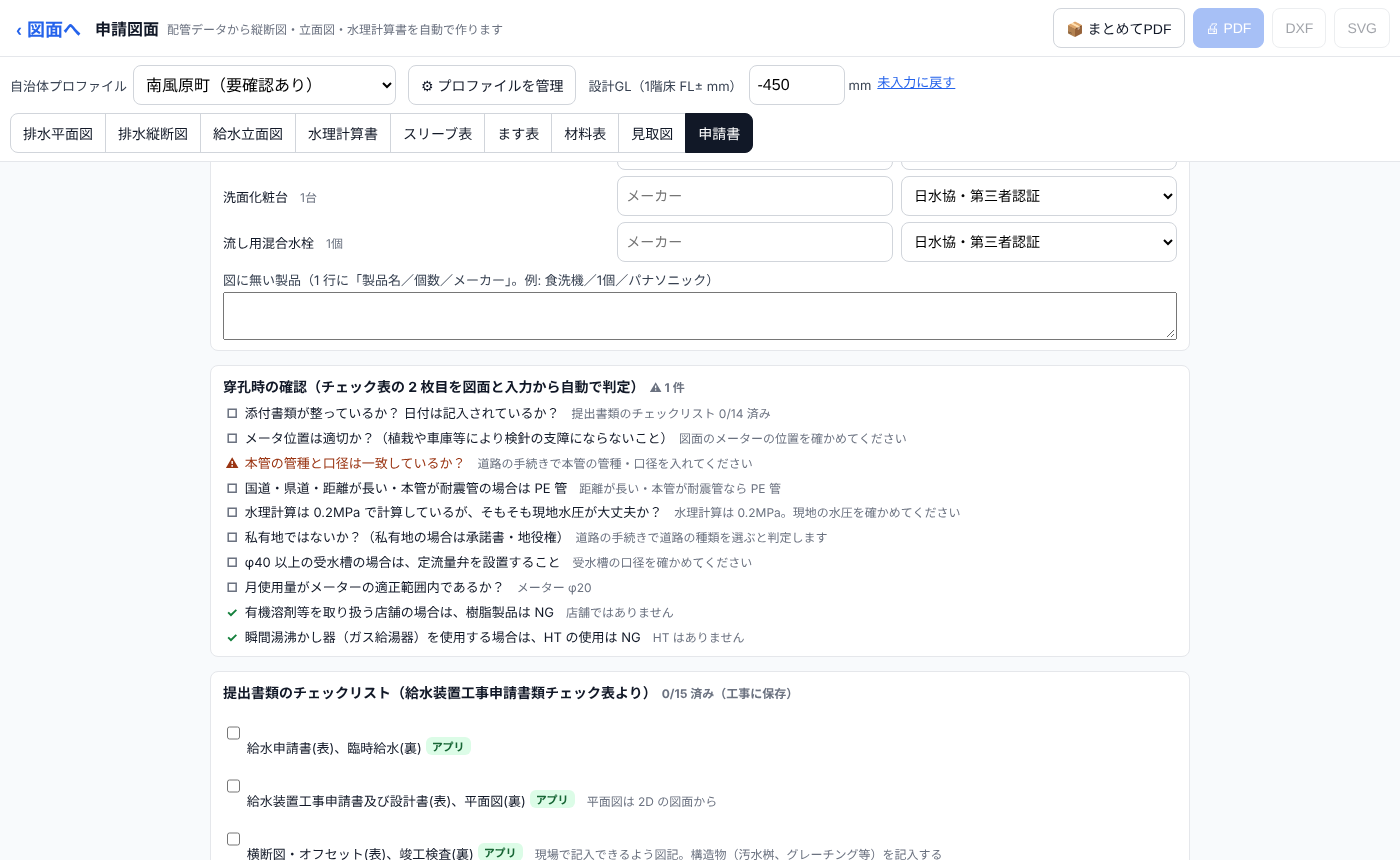 ‹ 図面へ 申請図面 配管データから縦断図・立面図・水理計算書を自動で作ります 📦 まとめてPDF 🖨 PDF DXF SVG
自治体プロファイル 南風原町（要確認あり） ⚙ プロファイルを管理 設計GL（1階床 FL± mm） -450 mm 未入力に戻す
排水平面図 排水縦断図 給水立面図 水理計算書 スリーブ表 ます表 材料表 見取図 申請書
洗面化粧台 1台 メーカー 日水協・第三者認証
流し用混合水栓 1個 メーカー 日水協・第三者認証
図に無い製品（1 行に「製品名／個数／メーカー」。例: 食洗機／1個／パナソニック）
穿孔時の確認（チェック表の 2 枚目を図面と入力から自動で判定） ⚠ 1 件
☐ 添付書類が整っているか？ 日付は記入されているか？ 提出書類のチェックリスト 0/14 済み
☐ メータ位置は適切か？（植栽や車庫等により検針の支障にならないこと） 図面のメーターの位置を確かめてください
⚠ 本管の管種と口径は一致しているか？ 道路の手続きで本管の管種・口径を入れてください
☐ 国道・県道・距離が長い・本管が耐震管の場合は PE 管 距離が長い・本管が耐震管なら PE 管
☐ 水理計算は 0.2MPa で計算しているが、そもそも現地水圧が大丈夫か？ 水理計算は 0.2MPa。現地の水圧を確かめてください
☐ 私有地ではないか？（私有地の場合は承諾書・地役権） 道路の手続きで道路の種類を選ぶと判定します
☐ φ40 以上の受水槽の場合は、定流量弁を設置すること 受水槽の口径を確かめてください
☐ 月使用量がメーターの適正範囲内であるか？ メーター φ20
✓ 有機溶剤等を取り扱う店舗の場合は、樹脂製品は NG 店舗ではありません
✓ 瞬間湯沸かし器（ガス給湯器）を使用する場合は、HT の使用は NG HT はありません
提出書類のチェックリスト（給水装置工事申請書類チェック表より） 0/15 済み（工事に保存）
給水申請書(表)、臨時給水(裏) アプリ
給水装置工事申請書及び設計書(表)、平面図(裏) アプリ 平面図は 2D の図面から
横断図・オフセット(表)、竣工検査(裏) アプリ 現場で記入できるよう図記。構造物（汚水桝、グレーチング等）を記入する